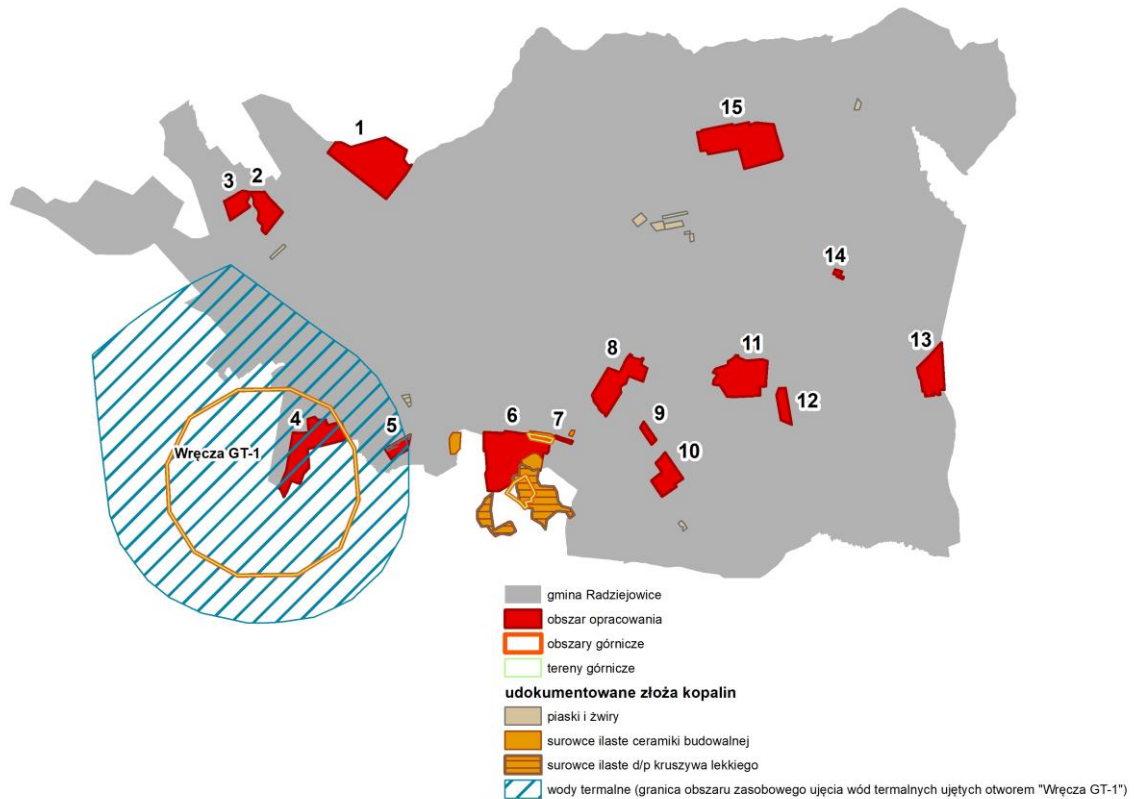 1
15
3 2
14
8
11
13
12
9
4
5
6
7
Wręcza GT-1
10
gmina Radziejowice
obszar opracowania
obszary górnicze
tereny górnicze
udokumentowane złoża kopalin
piaski i żwiry
surowce ilaste ceramiki budowalnej
surowce ilaste d/p kruszywa lekkiego
wody termalne (granica obszaru zasobowego ujęcia wód termalnych ujętych otworem "Wręcza GT-1")